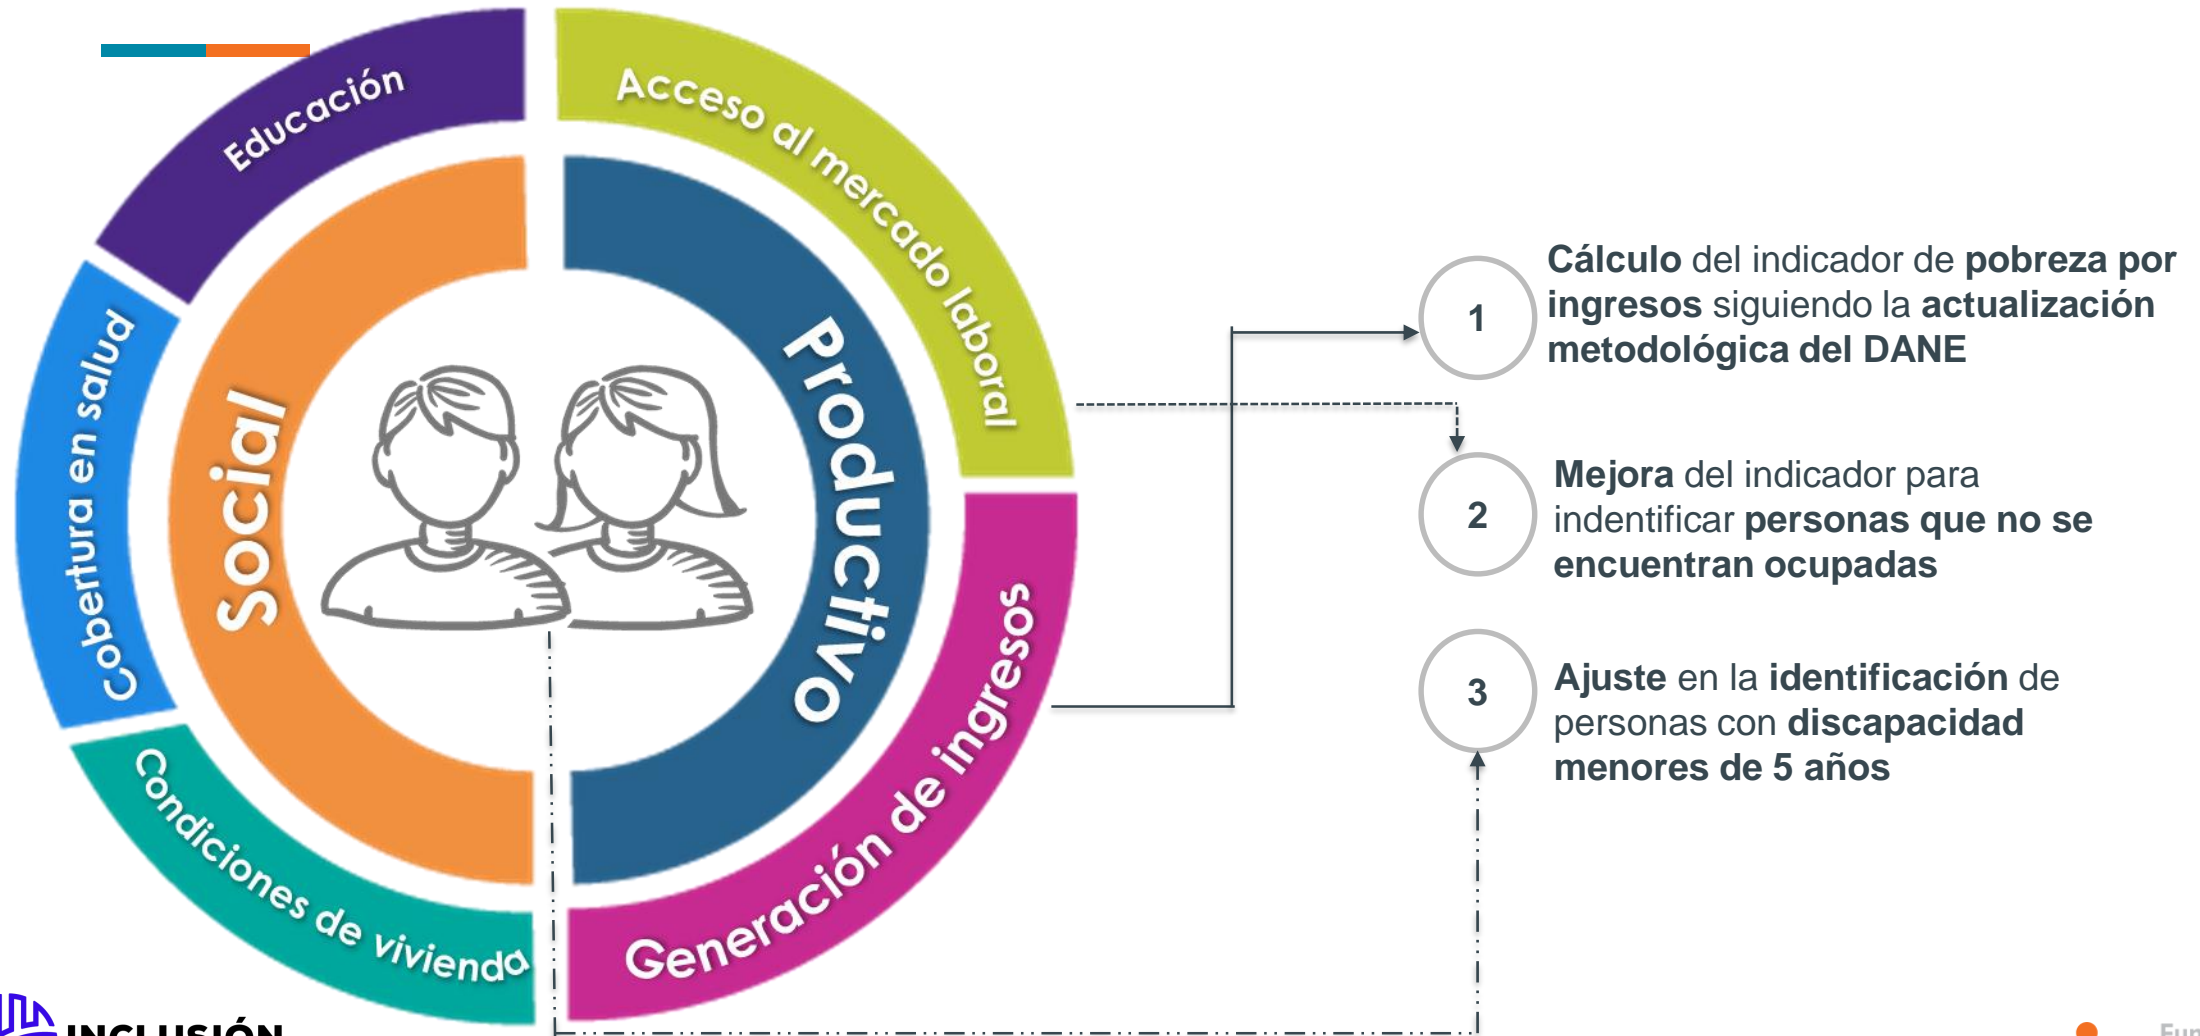 Educación
Acceso al mercado laboral
Cobertura en salud
Social
Productivo
Condiciones de vivienda
Generación de ingresos
1
Cálculo del indicador de pobreza por
ingresos siguiendo la actualización
metodológica del DANE
2
Mejora del indicador para
indentificar personas que no se
encuentran ocupadas
3
Ajuste en la identificación de
personas con discapacidad
menores de 5 años
INCLUSIÓN